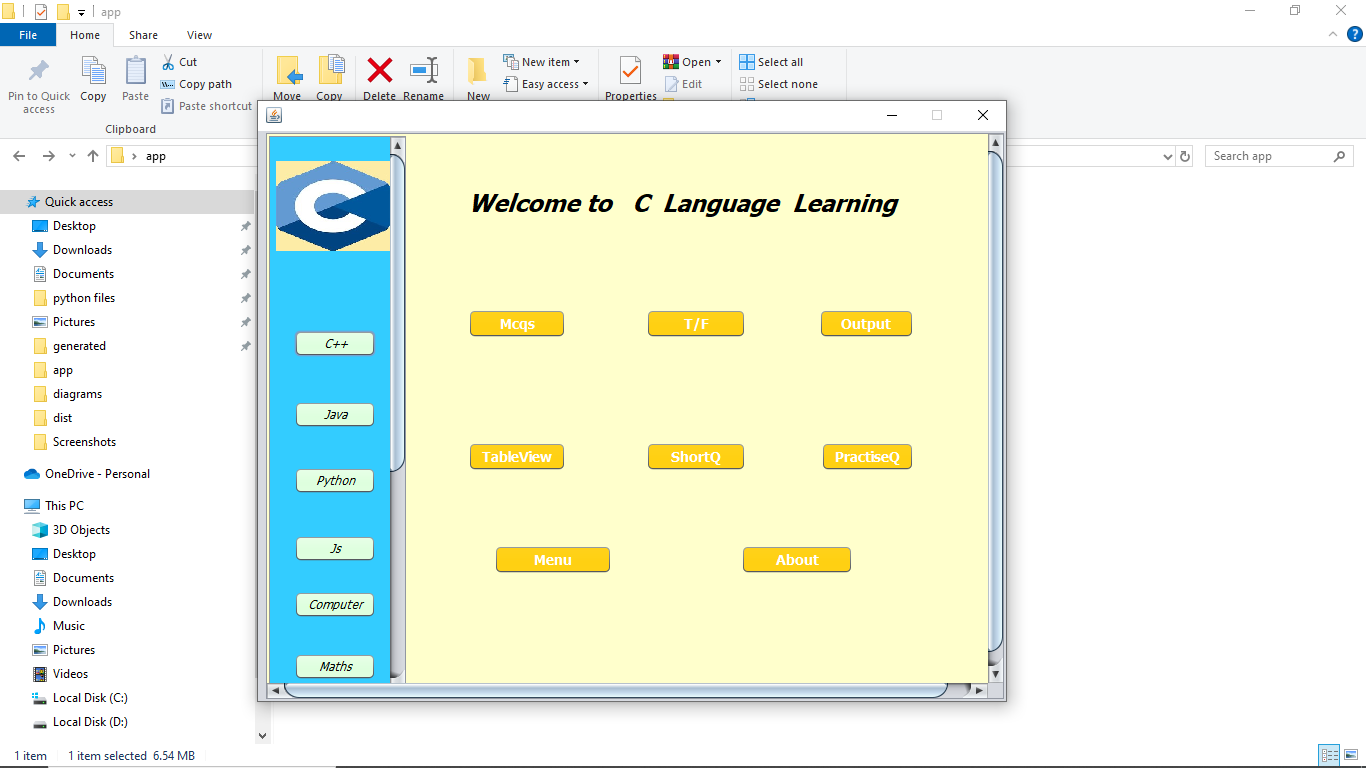 app
File
Home
Share
View
Pin to Quick
access
Copy
Paste
Cut
Copy path
Paste shortcut
Clipboard
Move
Copy
Delete
Rename
New
New item
Easy access
Properties
Open
Edit
Select all
Select none
app
Search app
Quick access
Desktop
Downloads
Documents
python files
Pictures
generated
app
diagrams
dist
Screenshots
OneDrive - Personal
This PC
3D Objects
Desktop
Documents
Downloads
Music
Pictures
Videos
Local Disk (C:)
Local Disk (D:)
1 item
1 item selected 6.54 MB
C
C++
Java
Python
Js
Computer
Maths
Welcome to C Language Learning
Mcqs
T/F
Output
TableView
ShortQ
PractiseQ
Menu
About